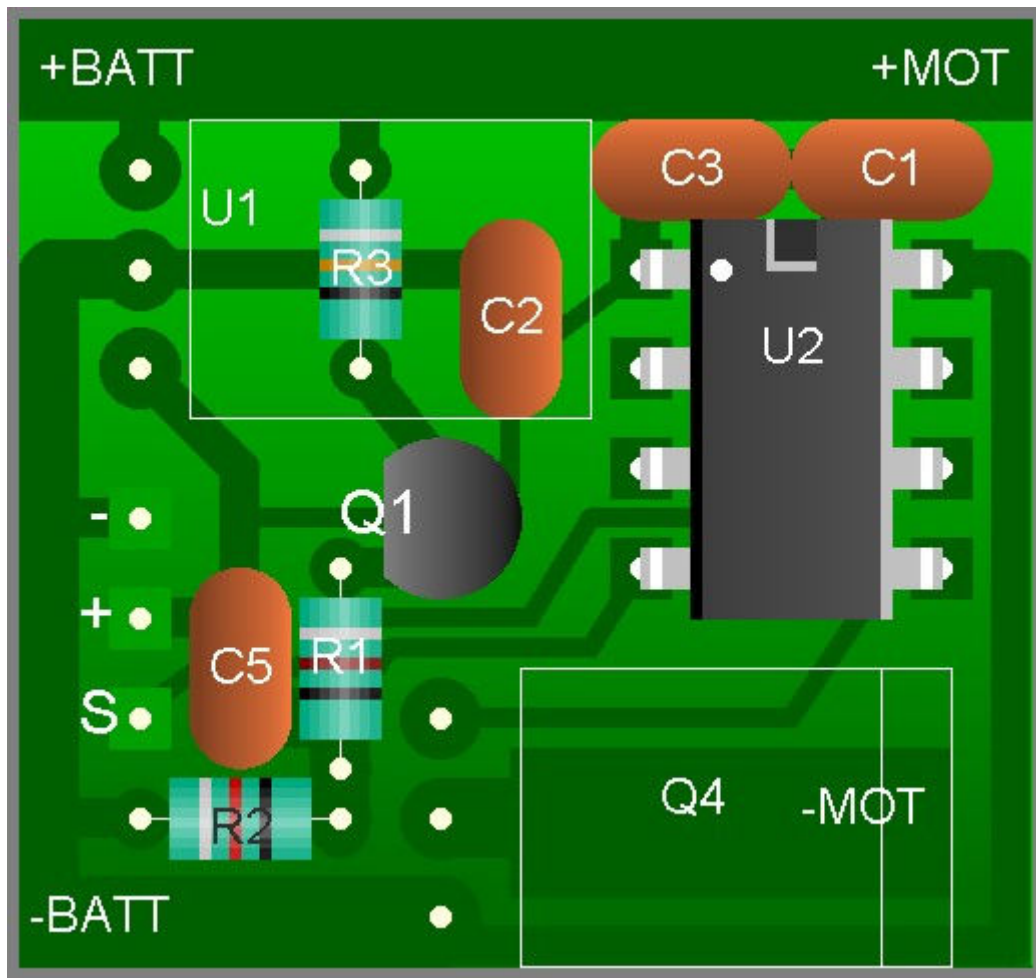 +BATT
+MOT
C3
C1
U1
R3
C2
U2
-
Q1
+
C5
R1
S
R2
Q4
-MOT
-BATT